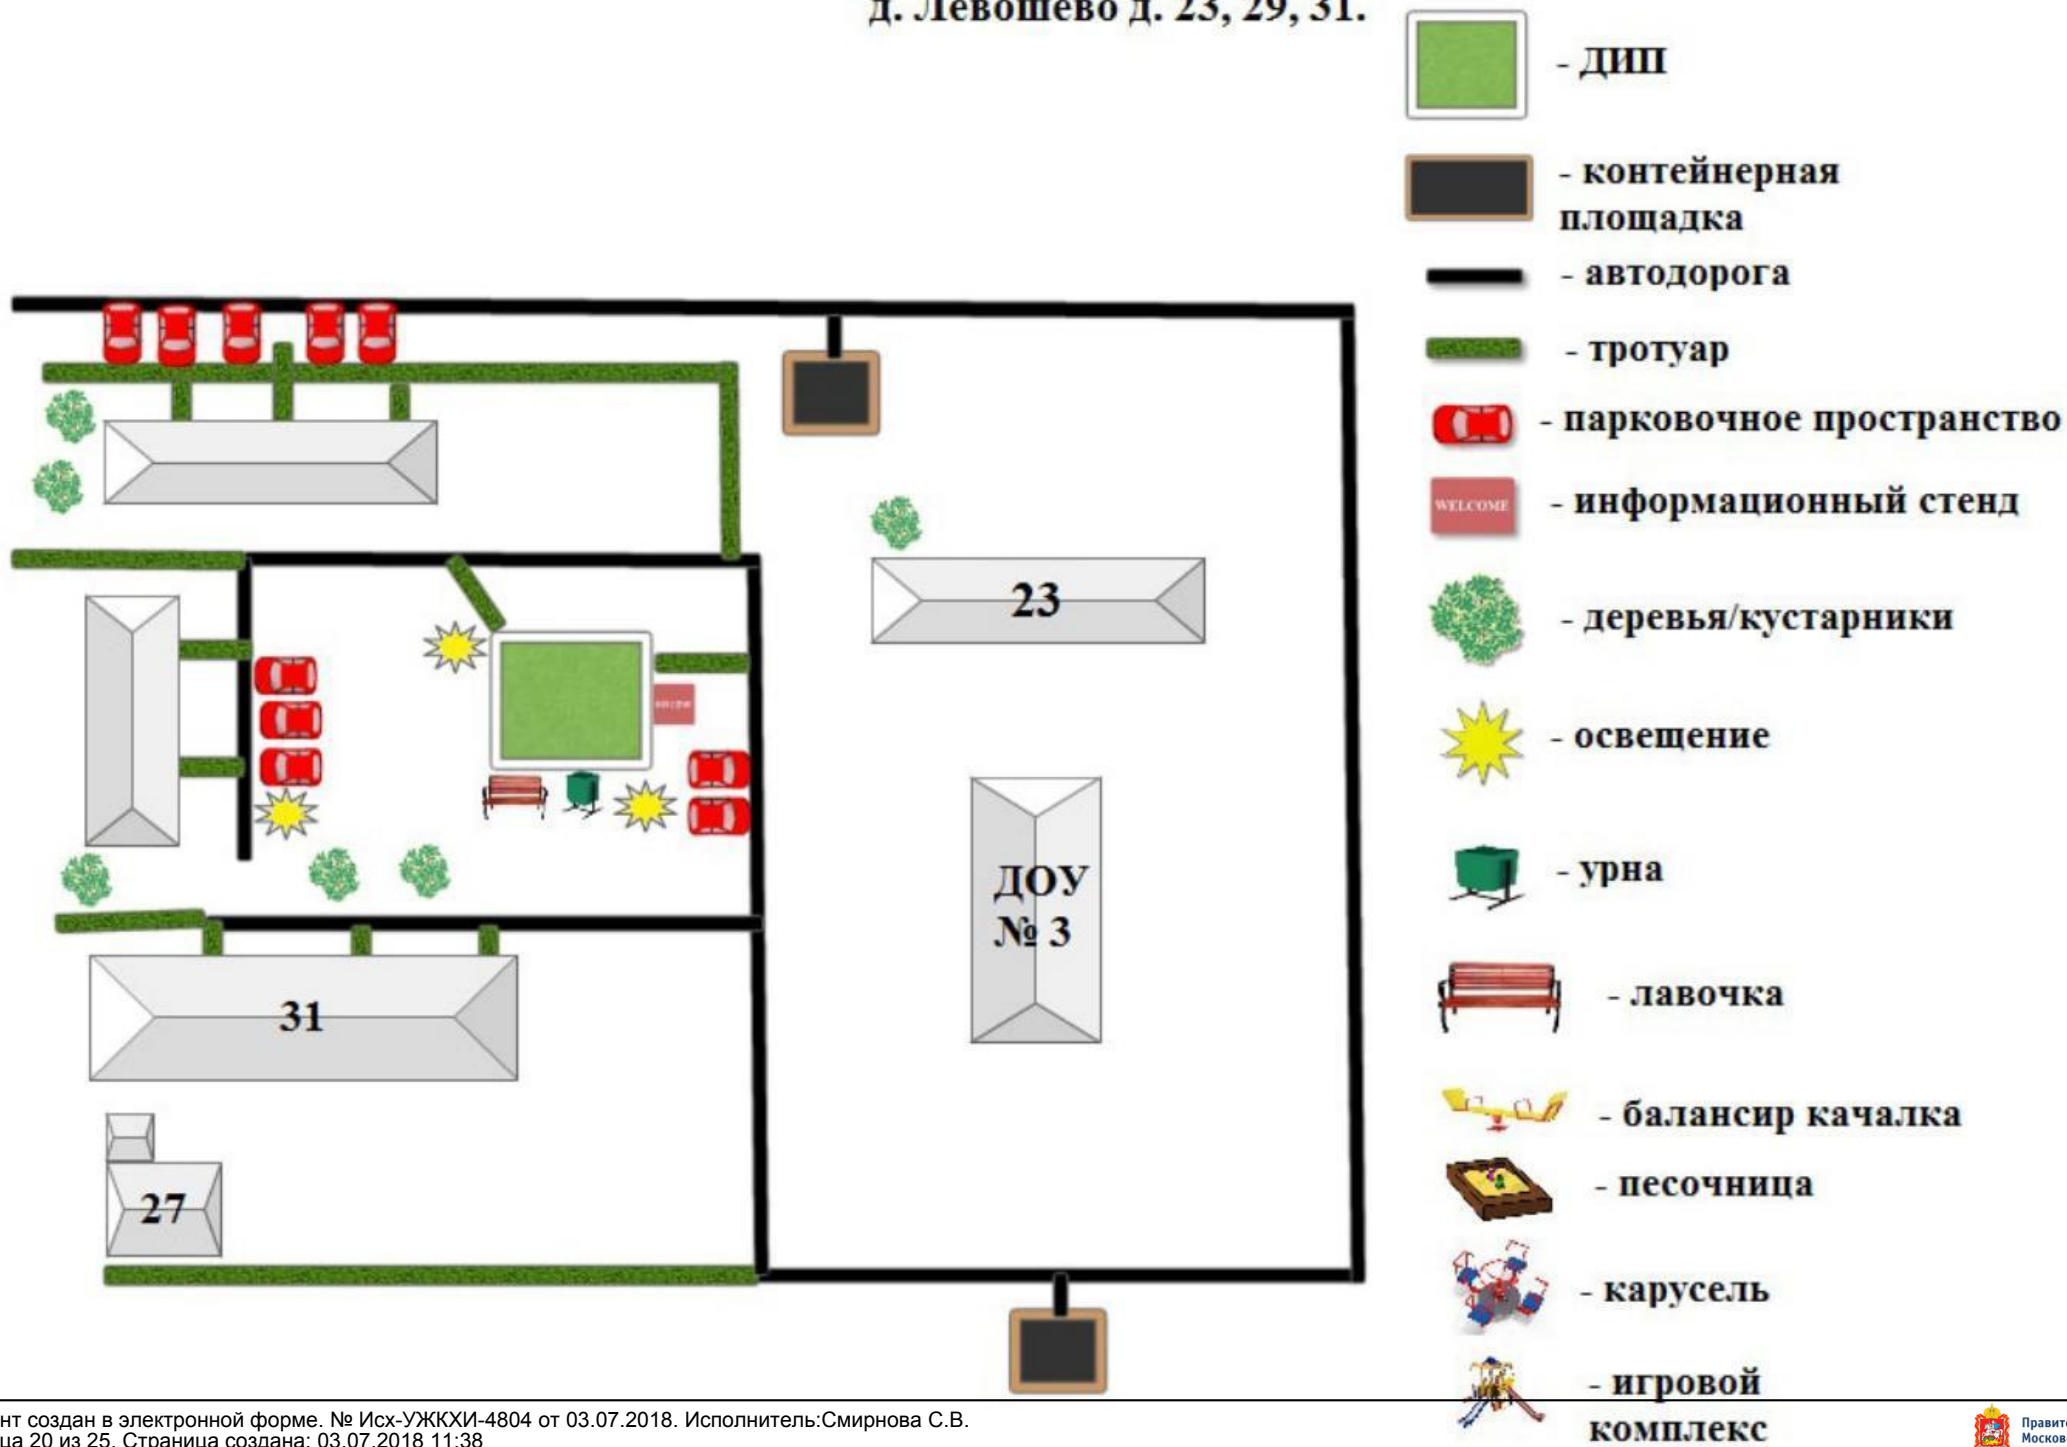 д. Левошево д. 23, 29, 31.
- ДИП
- контейнерная
площадка
- автодорога
- тротуар
- парковочное пространство
WELCOME
- информационный стенд
- деревья/кустарники
- освещение
- урна
- лавочка
- балансир качалка
- песочница
- карусель
- игровой
комплекс
23
ДОУ
№ 3
31
27
нт создан в электронной форме. № Исх-УЖКХИ-4804 от 03.07.2018. Исполнитель:Смирнова С.В.
ца 20 из 25. Страница создана: 03.07.2018 11:38
Правит
Москов